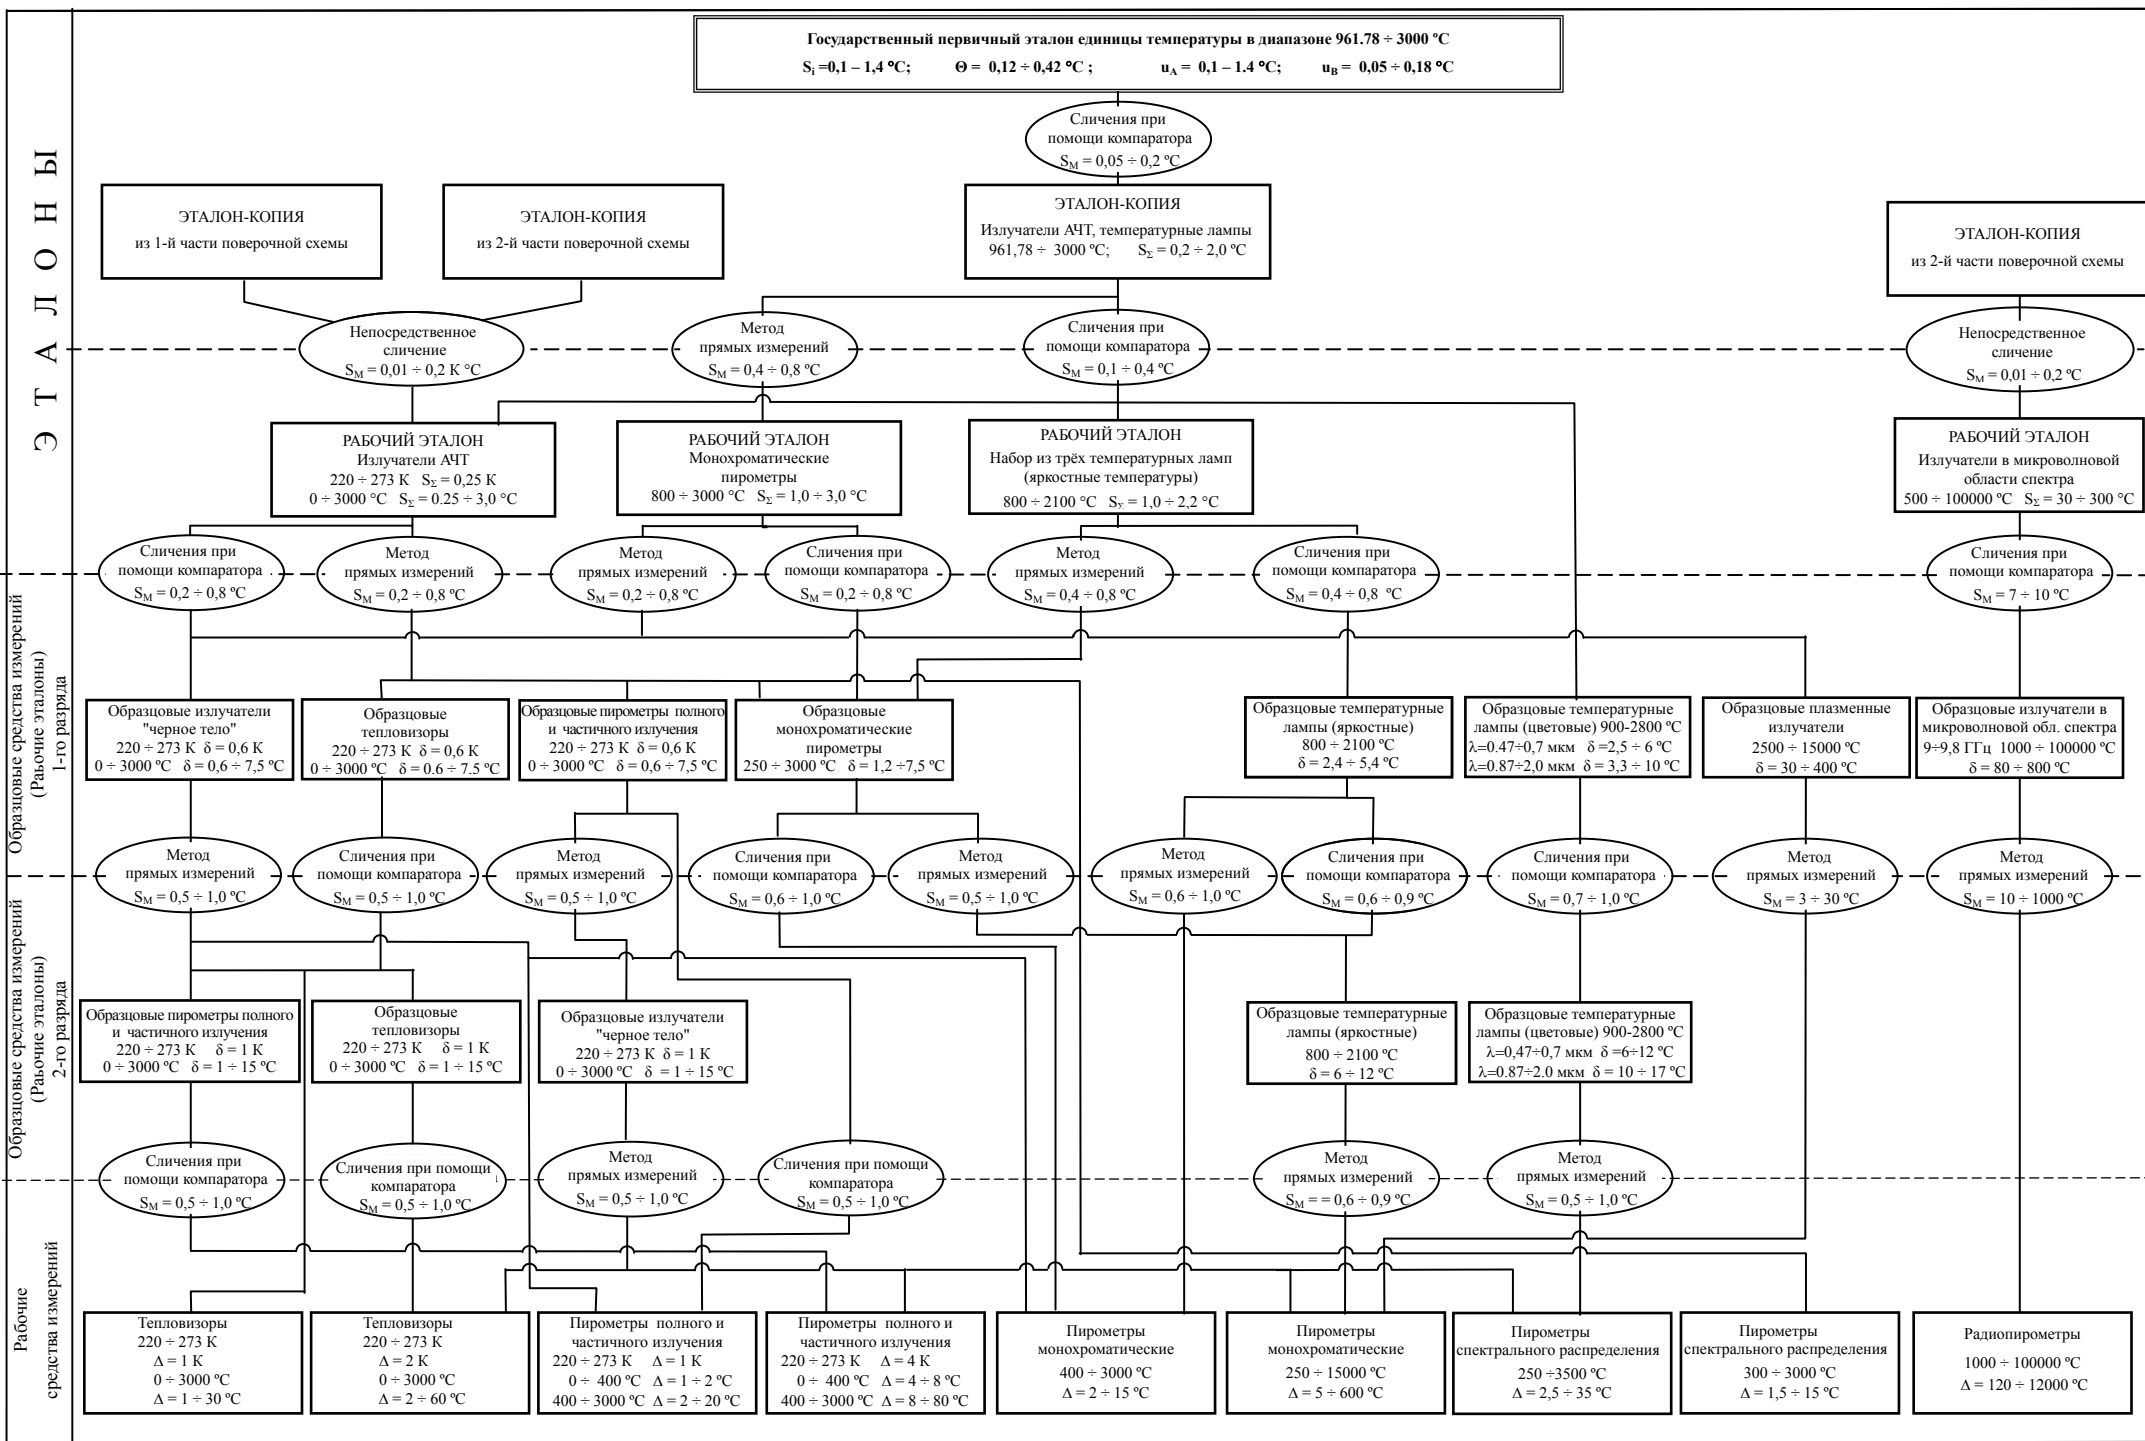 Государственный первичный эталон единицы температуры в диапазоне 961.78 ÷ 3000 ºС
Si =0,1 – 1,4 ºС; Θ = 0,12 ÷ 0,42 ºС ; uA = 0,1 – 1.4 ºС; uB = 0,05 ÷ 0,18 ºС
ЭТАЛОНЫ
Сличения при
помощи компаратора
SM = 0,05 ÷ 0,2 ºС
ЭТАЛОН-КОПИЯ
из 1-й части поверочной схемы
ЭТАЛОН-КОПИЯ
из 2-й части поверочной схемы
ЭТАЛОН-КОПИЯ
Излучатели АЧТ, температурные лампы
961,78 ÷ 3000 ºС; SΣ = 0,2 ÷ 2,0 ºС
ЭТАЛОН-КОПИЯ
из 2-й части поверочной схемы
Непосредственное
сличение
SM = 0,01 ÷ 0,2 К °С
Метод
прямых измерений
SM = 0,4 ÷ 0,8 ºС
Сличения при
помощи компаратора
SM = 0,1 ÷ 0,4 ºС
Непосредственное
сличение
SM = 0,01 ÷ 0,2 ºС
РАБОЧИЙ ЭТАЛОН
Излучатели АЧТ
220 ÷ 273 К SΣ = 0,25 К
0 ÷ 3000 °С SΣ = 0.25 ÷ 3,0 °С
РАБОЧИЙ ЭТАЛОН
Монохроматические
пирометры
800 ÷ 3000 °С SΣ = 1,0 ÷ 3,0 °С
РАБОЧИЙ ЭТАЛОН
Набор из трёх температурных ламп
(яркостные температуры)
800 ÷ 2100 °С SΣ = 1,0 ÷ 2,2 °С
РАБОЧИЙ ЭТАЛОН
Излучатели в микроволновой
области спектра
500 ÷ 100000 ºС SΣ = 30 ÷ 300 °С
Сличения при
помощи компаратора
SM = 0,2 ÷ 0,8 ºС
Метод
прямых измерений
SM = 0,2 ÷ 0,8 ºС
Метод
прямых измерений
SM = 0,2 ÷ 0,8 ºС
Сличения при
помощи компаратора
SM = 0,2 ÷ 0,8 ºС
Метод
прямых измерений
SM = 0,4 ÷ 0,8 ºС
Сличения при
помощи компаратора
SM = 0,4 ÷ 0,8 ºС
Сличения при
помощи компаратора
SM = 7 ÷ 10 ºС
Образцовые средства измерений
(Раьочие эталоны)
1-го разряда
Образцовые излучатели
"черное тело"
220 ÷ 273 К δ = 0,6 К
0 ÷ 3000 ºС δ = 0,6 ÷ 7,5 ºС
Образцовые
тепловизоры
220 ÷ 273 К δ = 0,6 К
0 ÷ 3000 ºС δ = 0.6 ÷ 7.5 ºС
Образцовые пирометры полного
и частичного излучения
220 ÷ 273 К δ = 0,6 К
0 ÷ 3000 ºС δ = 0,6 ÷ 7,5 ºС
Образцовые
монохроматические
пирометры
250 ÷ 3000 ºС δ = 1,2 ÷7,5 ºС
Образцовые температурные
лампы (яркостные)
800 ÷ 2100 ºС
δ = 2,4 ÷ 5,4 ºС
Образцовые температурные
лампы (цветовые) 900-2800 ºС
λ=0.47÷0,7 мкм δ =2,5 ÷ 6 ºС
λ=0.87÷2,0 мкм δ = 3,3 ÷ 10 ºС
Образцовые плазменные
излучатели
2500 ÷ 15000 ºС
δ = 30 ÷ 400 ºС
Образцовые излучатели в
микроволновой обл. спектра
9÷9,8 ГГц 1000 ÷ 100000 ºС
δ = 80 ÷ 800 ºС
Метод
прямых измерений
SM = 0,5 ÷ 1,0 ºС
Сличения при
помощи компаратора
SM = 0,5 ÷ 1,0 ºС
Метод
прямых измерений
SM = 0,5 ÷ 1,0 ºС
Сличения при
помощи компаратора
SM = 0,6 ÷ 1,0 ºС
Метод
прямых измерений
SM = 0,5 ÷ 1,0 ºС
Метод
прямых измерений
SM = 0,6 ÷ 1,0 ºС
Сличения при
помощи компаратора
SM = 0,6 ÷ 0,9 ºС
Сличения при
помощи компаратора
SM = 0,7 ÷ 1,0 ºС
Метод
прямых измерений
SM = 3 ÷ 30 ºС
Метод
прямых измерений
SM = 10 ÷ 1000 ºС
Образцовые средства измерений
(Раьочие эталоны)
2-го разряда
Образцовые пирометры полного
и частичного излучения
220 ÷ 273 К δ = 1 К
0 ÷ 3000 ºС δ = 1 ÷ 15 ºС
Образцовые
тепловизоры
220 ÷ 273 К δ = 1 К
0 ÷ 3000 ºС δ = 1 ÷ 15 ºС
Образцовые излучатели
"черное тело"
220 ÷ 273 К δ = 1 К
0 ÷ 3000 ºС δ = 1 ÷ 15 ºС
Образцовые температурные
лампы (яркостные)
800 ÷ 2100 ºС
δ = 6 ÷ 12 ºС
Образцовые температурные
лампы (цветовые) 900-2800 ºС
λ=0,47÷0,7 мкм δ =6÷12 ºС
λ=0.87÷2.0 мкм δ = 10 ÷ 17 ºС
Сличения при
помощи компаратора
SM = 0,5 ÷ 1,0 ºС
Сличения при помощи
компаратора
SM = 0,5 ÷ 1,0 ºС
Метод
прямых измерений
SM = 0,5 ÷ 1,0 ºС
Сличения при помощи
компаратора
SM = 0,5 ÷ 1,0 ºС
Метод
прямых измерений
SM = = 0,6 ÷ 0,9 ºС
Метод
прямых измерений
SM = 0,5 ÷ 1,0 ºС
Рабочие
средства измерений
Тепловизоры
220 ÷ 273 К
Δ = 1 К
0 ÷ 3000 ºС
Δ = 1 ÷ 30 ºС
Тепловизоры
220 ÷ 273 К
Δ = 2 К
0 ÷ 3000 ºС
Δ = 2 ÷ 60 ºС
Пирометры полного и
частичного излучения
220 ÷ 273 К Δ = 1 К
0 ÷ 400 ºС Δ = 1 ÷ 2 ºС
400 ÷ 3000 ºС Δ = 2 ÷ 20 ºС
Пирометры полного и
частичного излучения
220 ÷ 273 К Δ = 4 К
0 ÷ 400 ºС Δ = 4 ÷ 8 ºС
400 ÷ 3000 ºС Δ = 8 ÷ 80 ºС
Пирометры
монохроматические
400 ÷ 3000 ºС
Δ = 2 ÷ 15 ºС
Пирометры
монохроматические
250 ÷ 15000 ºС
Δ = 5 ÷ 600 ºС
Пирометры
спектрального распределения
250 ÷3500 ºС
Δ = 2,5 ÷ 35 ºС
Пирометры
спектрального распределения
300 ÷ 3000 ºС
Δ = 1,5 ÷ 15 ºС
Радиопирометры
1000 ÷ 100000 ºС
Δ = 120 ÷ 12000 ºС